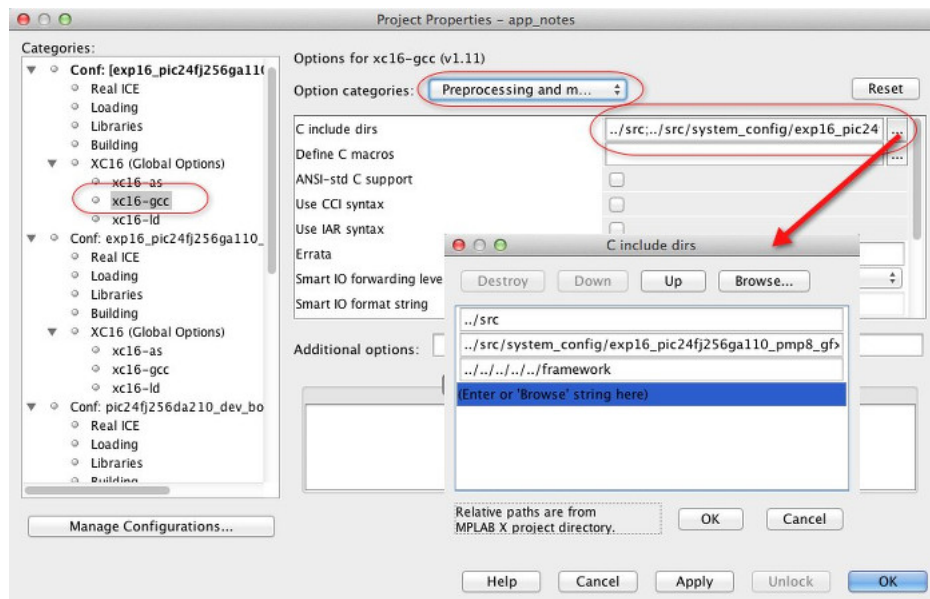 Project Properties - app_notes
Categories:
Conf: [exp16_pic24fj256ga11
Real ICE
Loading
Libraries
Building
XC16 (Global Options)
xc16-as
xc16-gcc
xc16-ld
Conf: exp16_pic24fj256ga110_
Real ICE
Loading
Libraries
Building
XC16 (Global Options)
xc16-as
xc16-gcc
xc16-ld
Conf: pic24fj256da210_dev_bo
Real ICE
Loading
Libraries
Building
Manage Configurations...
Options for xc16-gcc (v1.11)
Option categories: Preprocessing and m... Reset
C include dirs ../src;../src/system_config/exp16_pic24 ...
Define C macros ...
ANSI-std C support
Use CCI syntax
Use IAR syntax
Errata
Smart IO forwarding leve
Smart IO format string
Additional options:
C include dirs
Destroy Down Up Browse...
../src
../src/system_config/exp16_pic24fj256ga110_pmp8_gfx
../../../../../framework
(Enter or 'Browse' string here)
Relative paths are from
MPLAB X project directory.
OK Cancel
Help Cancel Apply Unlock OK